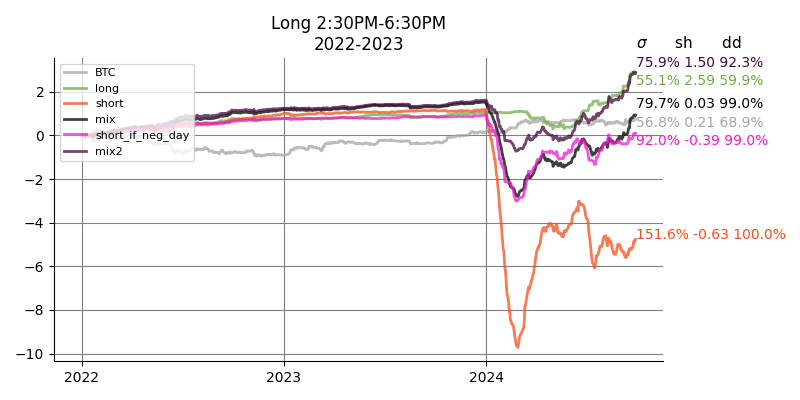 Long 2:30PM-6:30PM
2022-2023
σ sh dd
75.9% 1.50 92.3%
55.1% 2.59 59.9%
79.7% 0.03 99.0%
56.8% 0.21 68.9%
92.0% -0.39 99.0%
151.6% -0.63 100.0%
BTC
long
short
mix
short_if_neg_day
mix2
2
0
−2
−4
−6
−8
−10
2022 2023 2024